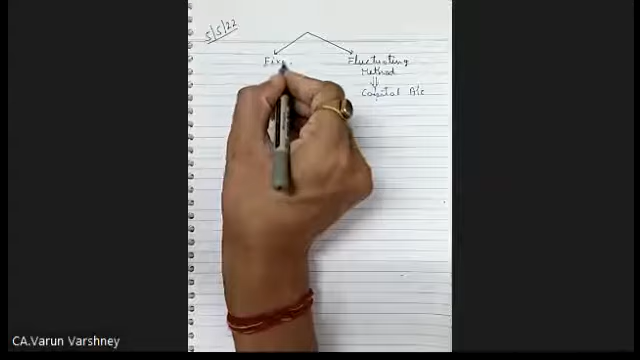 5/5/22
Fix
Fluctuating
Method
Capital A/c
CA.Varun Varshney